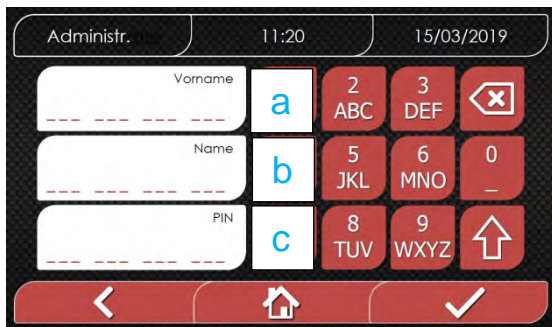 Administr. 11:20 15/03/2019
Vorname
a 2 3
ABC DEF
Name
b 5 6 0
JKL MNO _
PIN
c 8 9
TUV WXYZ